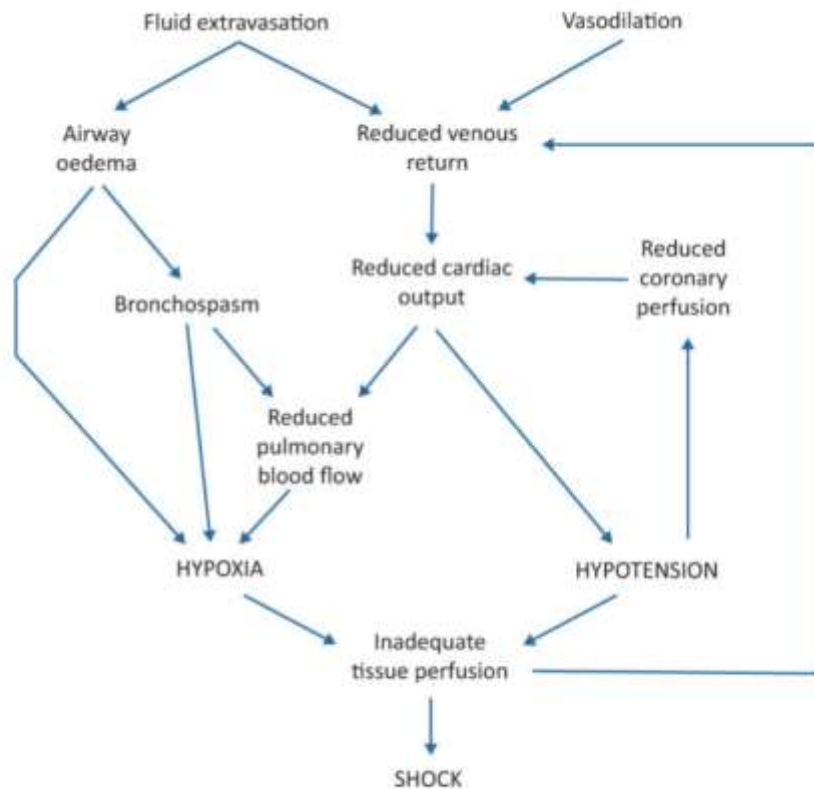 Fluid extravasation
Vasodilation
Airway
oedema
Reduced venous
return
Reduced cardiac
output
Reduced
coronary
perfusion
Bronchospasm
Reduced
pulmonary
blood flow
HYPOXIA
HYPOTENSION
Inadequate
tissue perfusion
SHOCK